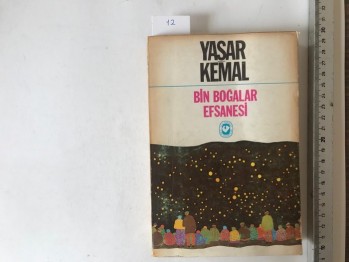 12
YAŞAR
KEMAL
BİN BOĞALAR
EFSANESİ